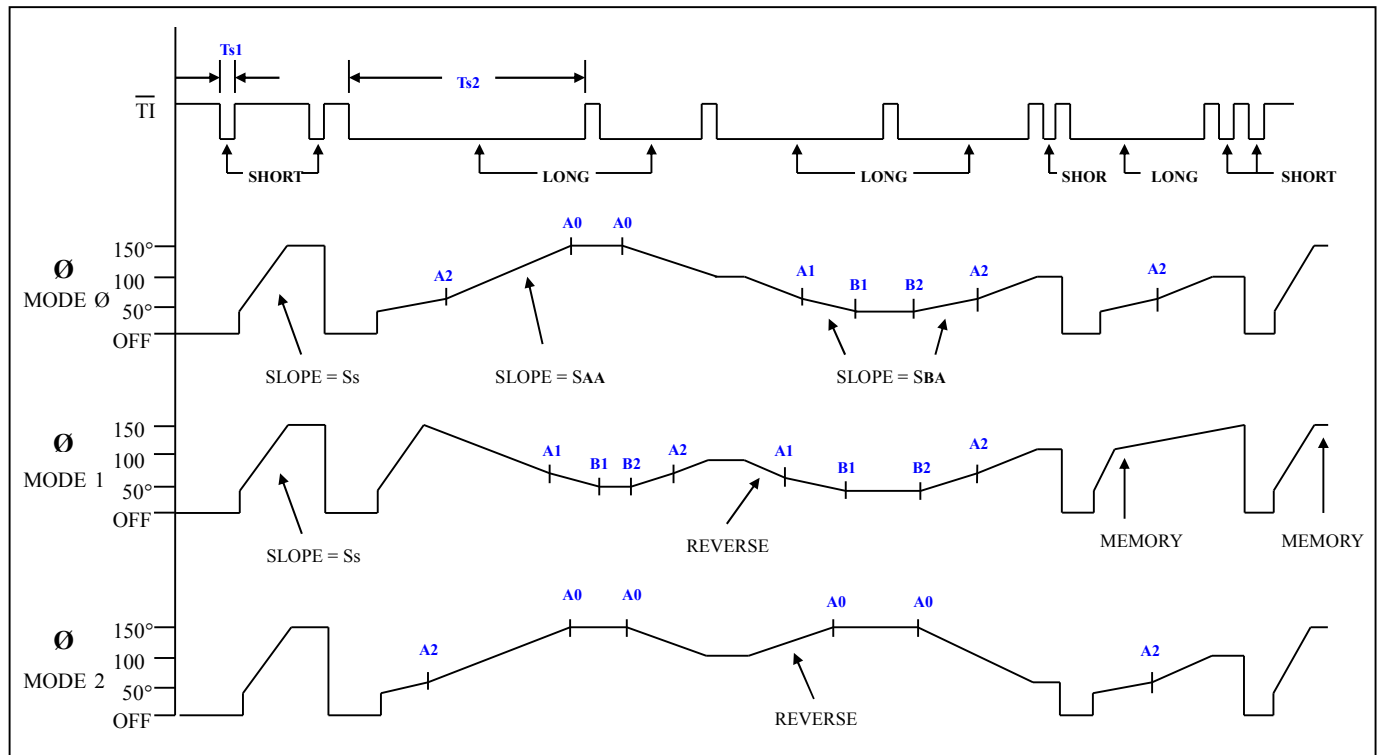 Ts1
Ts2
TI
SHORT
LONG
LONG
SHOR
LONG
SHORT
A0 A0
Ø
MODE Ø
150°
100
50°
OFF
A2
A1
B1
B2
A2
A2
SLOPE = Ss
SLOPE = SAA
SLOPE = SBA
Ø
MODE 1
150
100
50°
OFF
A1
B1
B2
A2
A1
B1
B2
A2
SLOPE = Ss
REVERSE
MEMORY
MEMORY
A0
A0
A0
A0
Ø
MODE 2
150°
100
50°
OFF
A2
A2
REVERSE